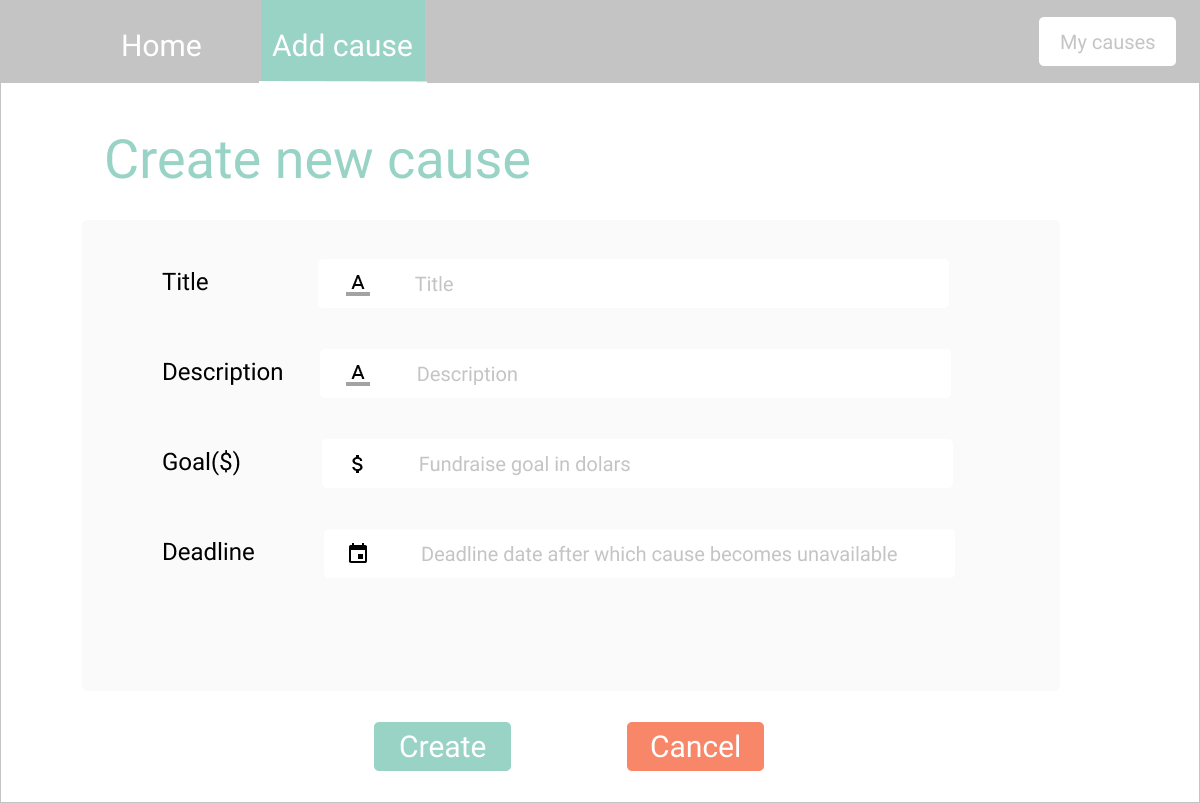 Home Add cause My causes
Create new cause
Title A Title
Description A Description
Goal($) $ Fundraise goal in dolars
Deadline Deadline date after which cause becomes unavailable
Create Cancel